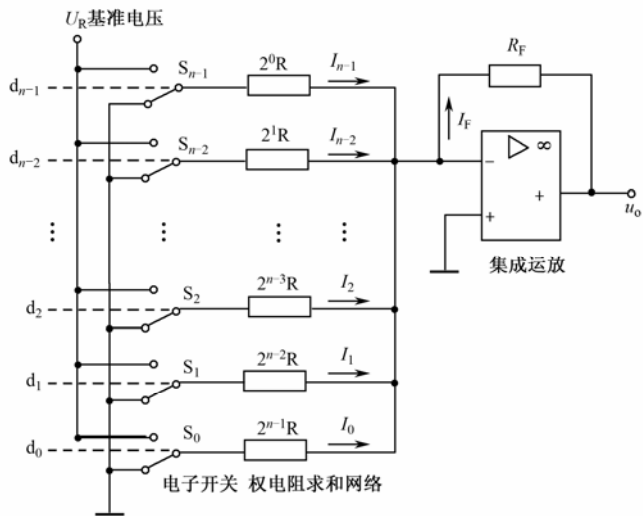 U_R基准电压
R_F
d_{n-1} S_{n-1} 2^0R I_{n-1}
I_F
d_{n-2} S_{n-2} 2^1R I_{n-2}
▷ ∞
−
+ +
u_o
⋮ ⋮ ⋮ ⋮
集成运放
d_2 S_2 2^{n-3}R I_2
d_1 S_1 2^{n-2}R I_1
d_0 S_0 2^{n-1}R I_0
电子开关 权电阻求和网络